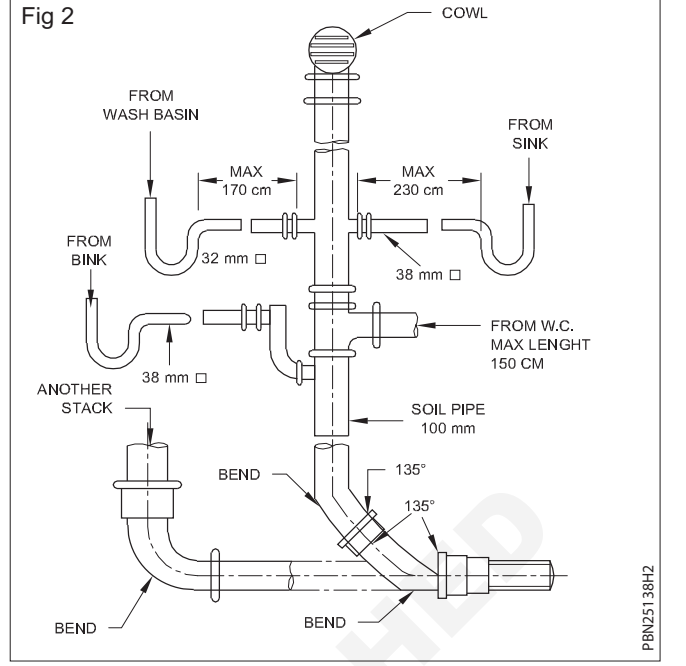 Fig 2
COWL
FROM
WASH BASIN
FROM
SINK
MAX
170 cm
MAX
230 cm
32 mm □
38 mm □
FROM
BINK
38 mm □
FROM W.C.
MAX LENGHT
150 CM
ANOTHER
STACK
SOIL PIPE
100 mm
BEND
135°
135°
BEND
BEND
PBN25138H2
HED